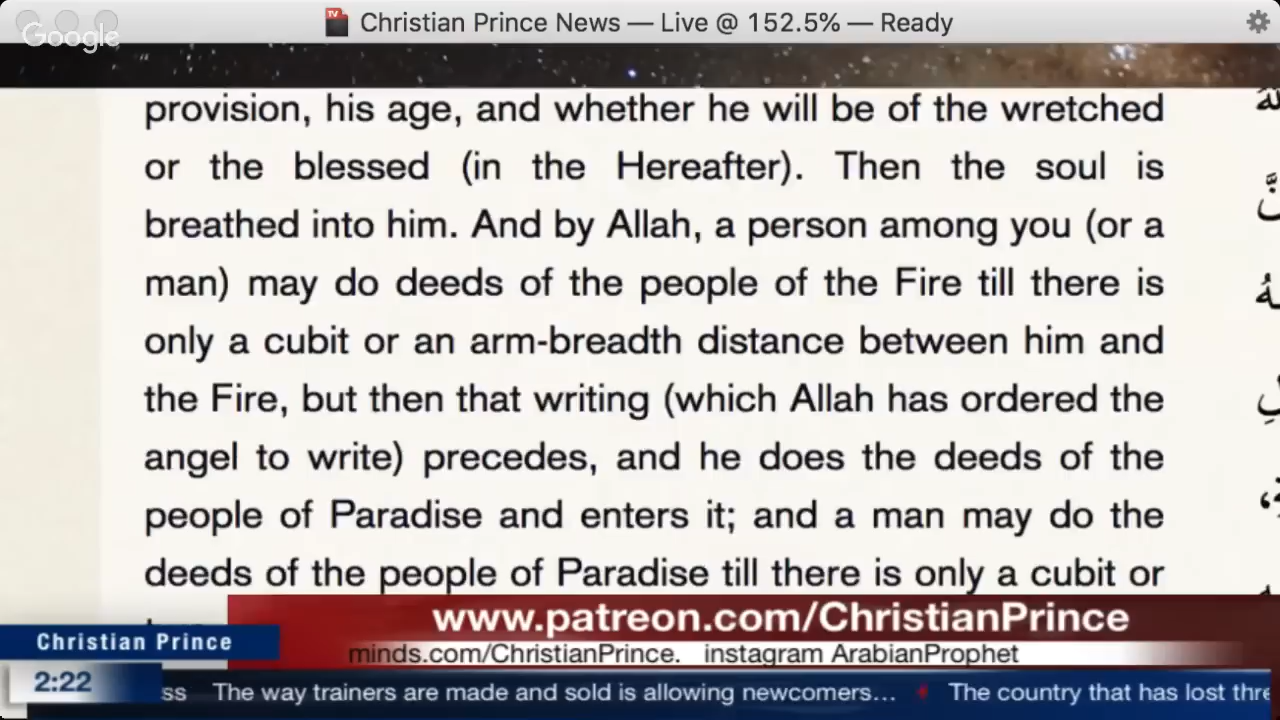 Christian Prince News — Live @ 152.5% — Ready
Google
provision, his age, and whether he will be of the wretched
or the blessed (in the Hereafter). Then the soul is
breathed into him. And by Allah, a person among you (or a
man) may do deeds of the people of the Fire till there is
only a cubit or an arm-breadth distance between him and
the Fire, but then that writing (which Allah has ordered the
angel to write) precedes, and he does the deeds of the
people of Paradise and enters it; and a man may do the
deeds of the people of Paradise till there is only a cubit or
www.patreon.com/ChristianPrince
Christian Prince
minds.com/ChristianPrince. instagram ArabianProphet
2:22
ss The way trainers are made and sold is allowing newcomers... The country that has lost thre